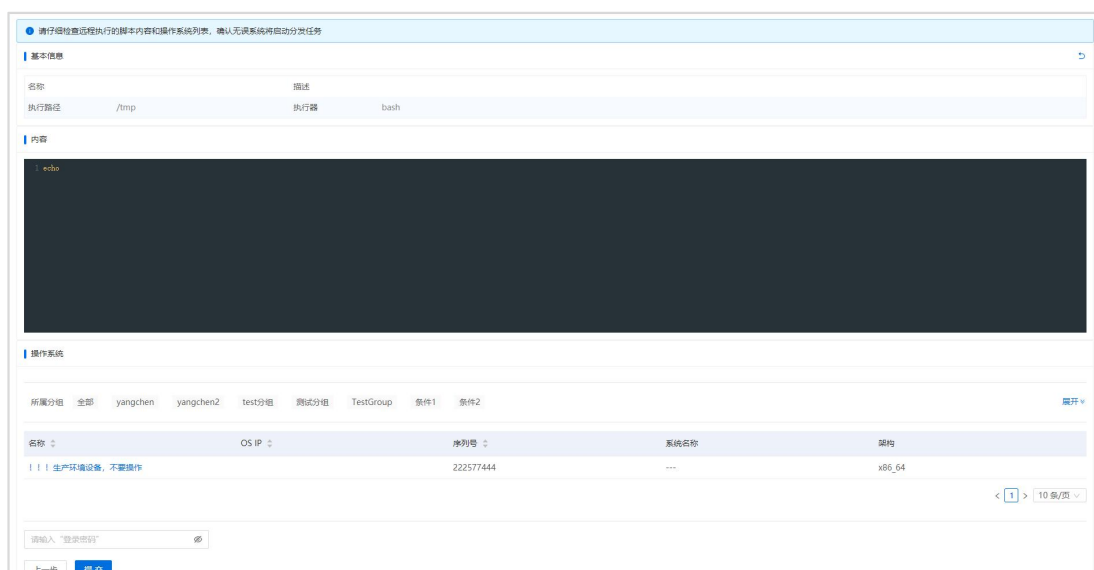 请仔细检查远程执行的脚本内容和操作系统列表，确认无误系统将启动分发任务
基本信息
名称 描述
执行路径 /tmp 执行器 bash
内容
1 echo
操作系统
所属分组 全部 yangchen yangchen2 test分组 测试分组 TestGroup 条件1 条件2 展开
名称 OS IP 序列号 系统名称 架构
！！！生产环境设备，不要操作 222577444 --- x86_64
< 1 > 10 条/页
请输入“登录密码”
上一步 提交